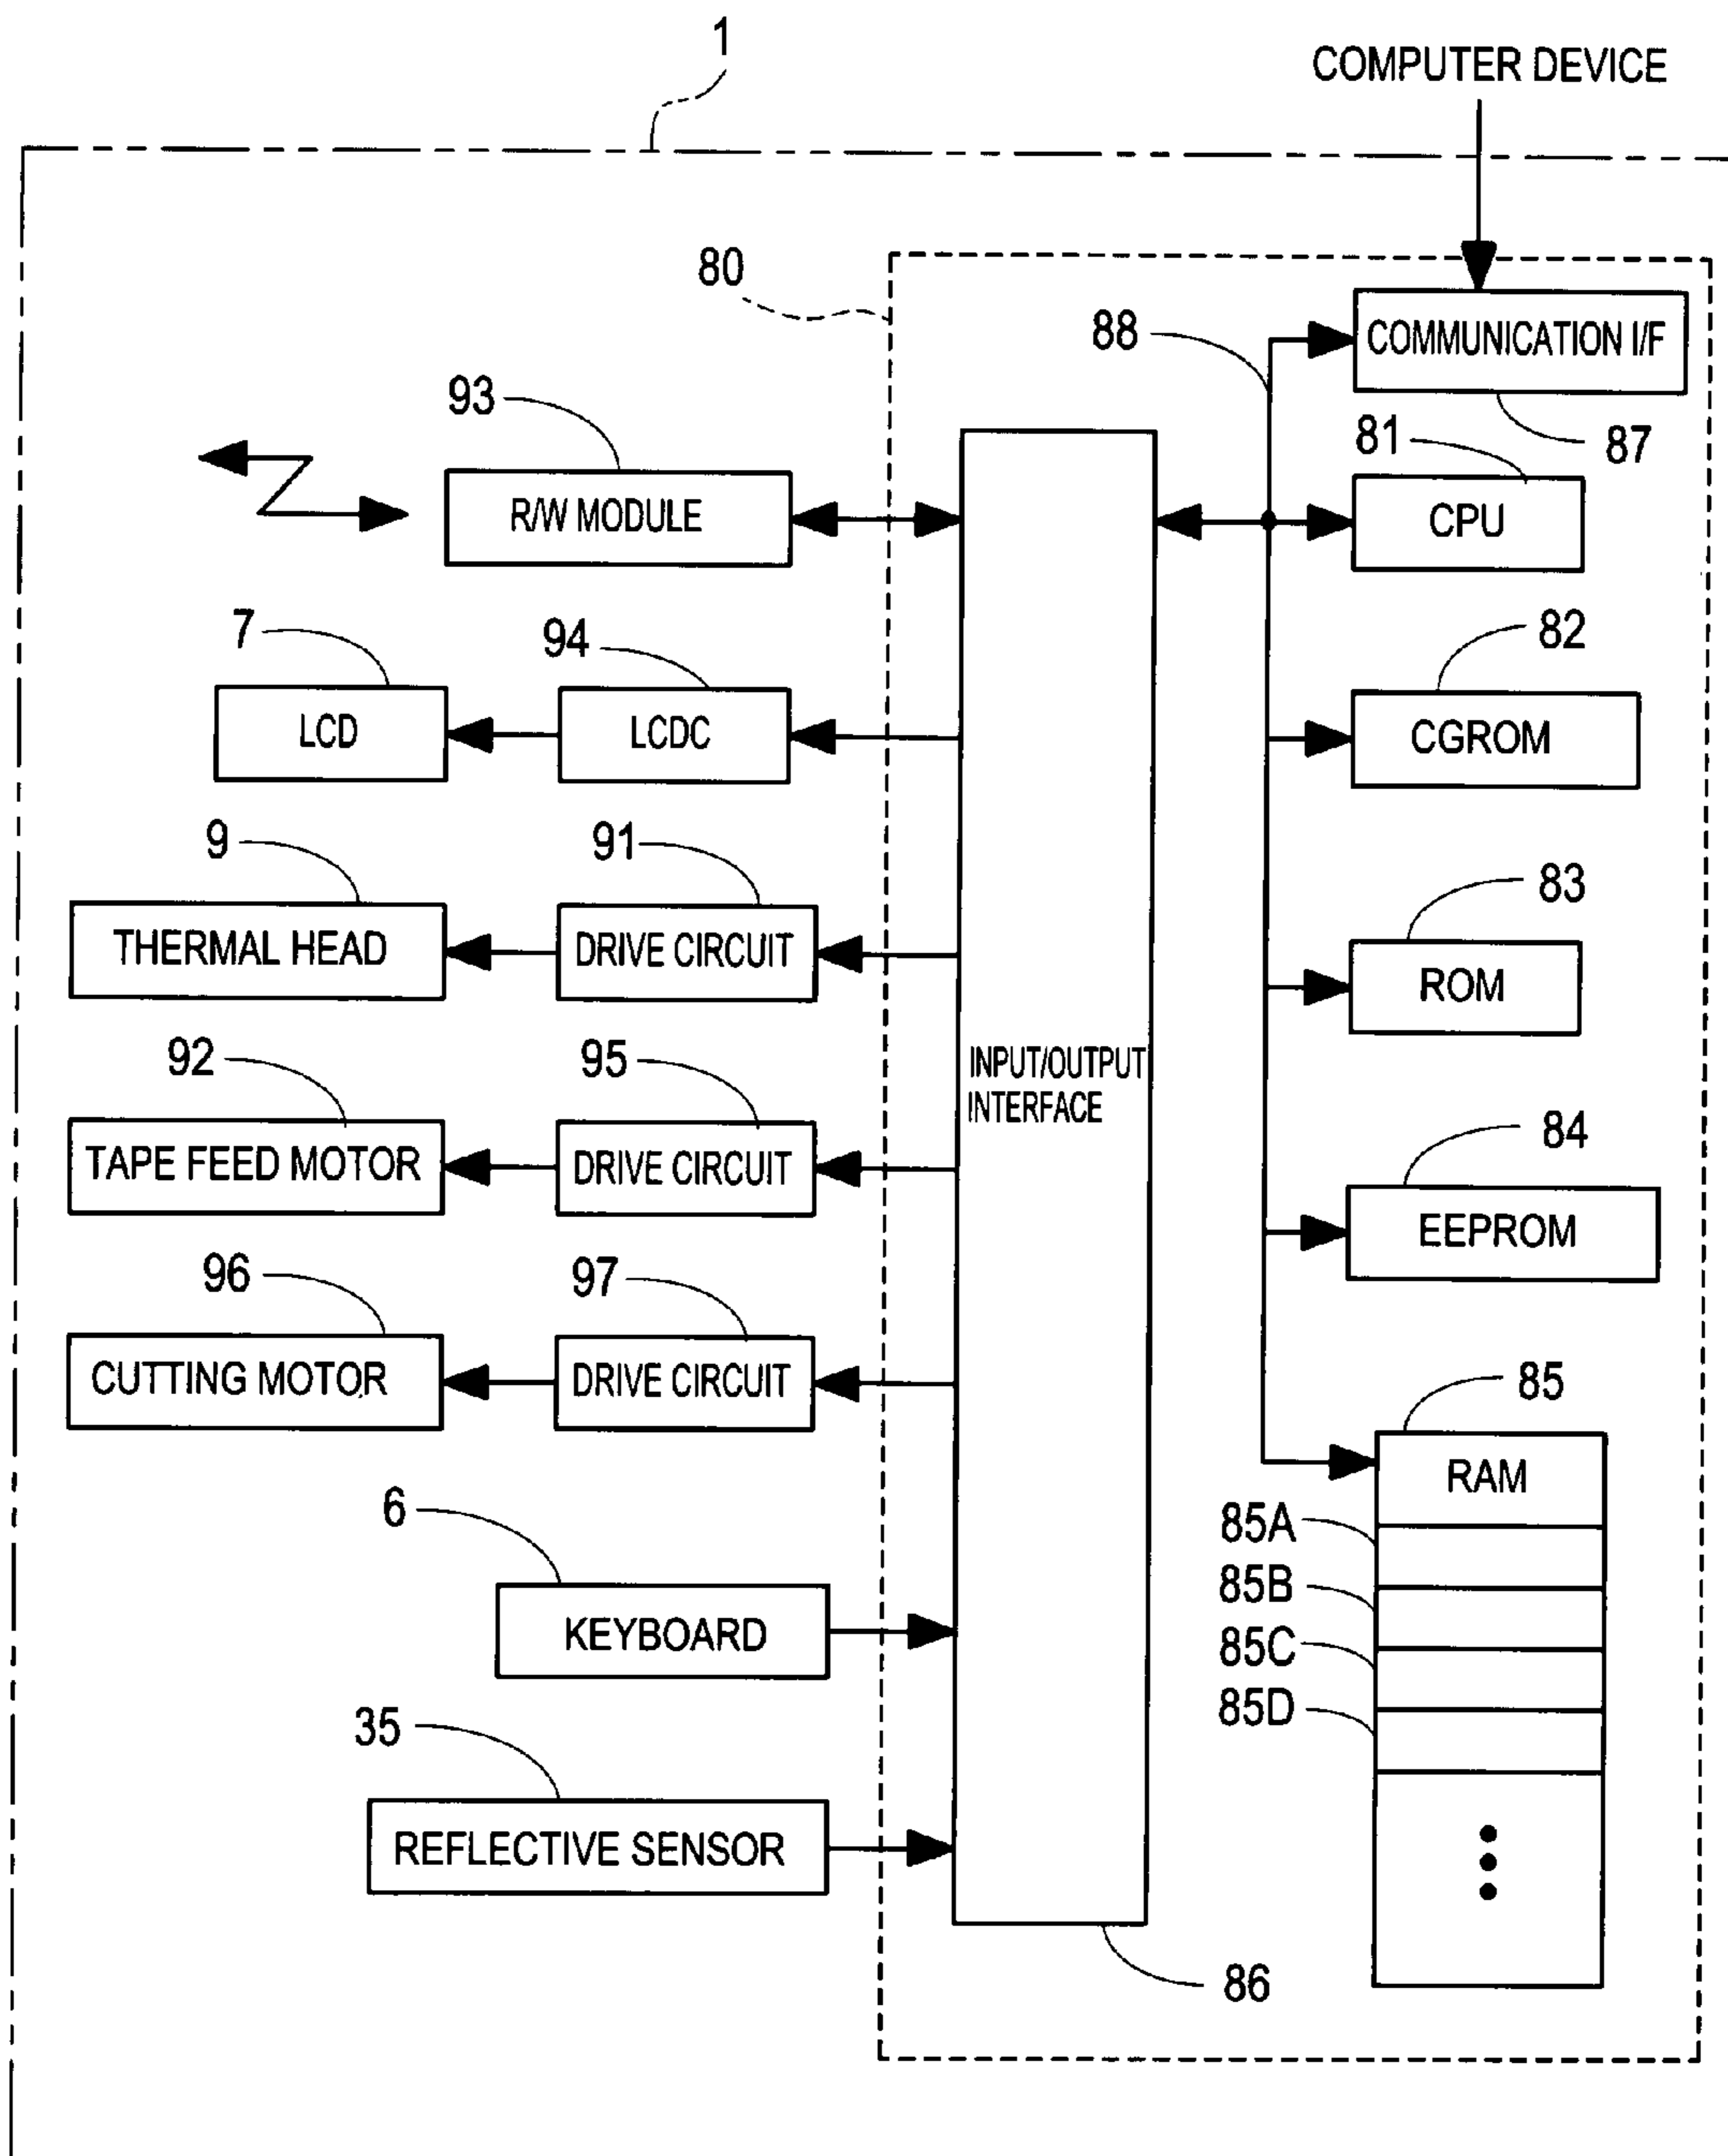 1
COMPUTER DEVICE
80
88
COMMUNICATION I/F
87
93
R/W MODULE
81
CPU
7
LCD
94
LCDC
82
CGROM
9
THERMAL HEAD
91
DRIVE CIRCUIT
83
ROM
INPUT/OUTPUT
INTERFACE
92
TAPE FEED MOTOR
95
DRIVE CIRCUIT
84
EEPROM
96
CUTTING MOTOR
97
DRIVE CIRCUIT
85
RAM
85A
85B
85C
85D
6
KEYBOARD
35
REFLECTIVE SENSOR
86